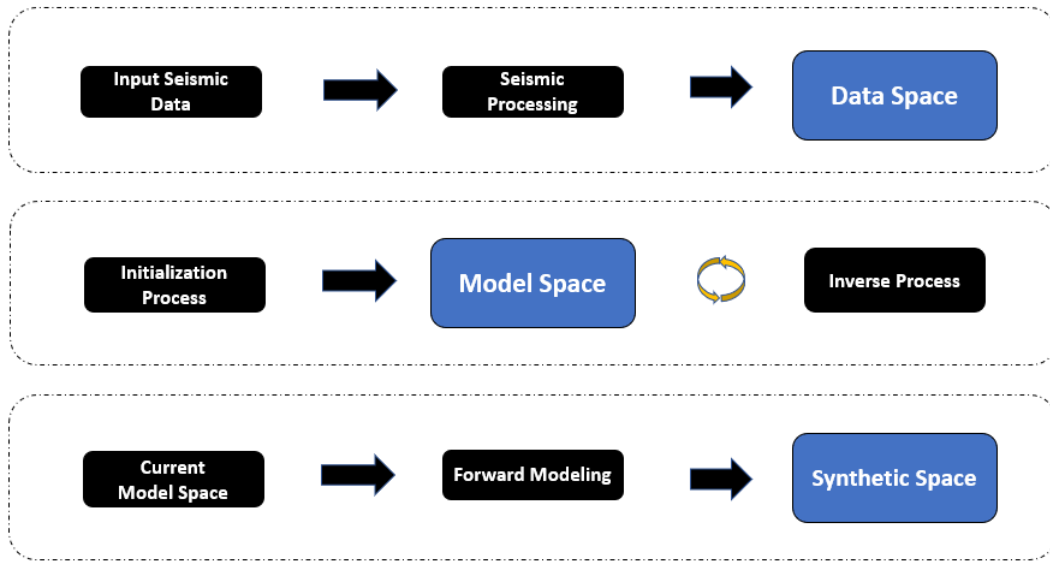 Input Seismic
Data
Seismic
Processing
Data Space
Initialization
Process
Model Space
Inverse Process
Current
Model Space
Forward Modeling
Synthetic Space